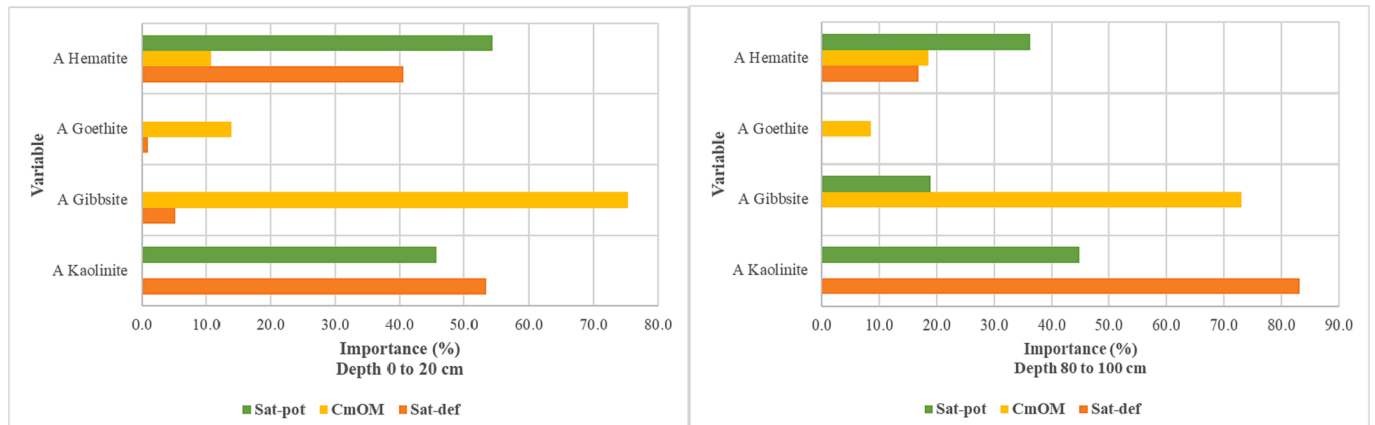 A Hematite
A Goethite
A Gibbsite
A Kaolinite
Variable
0.0 10.0 20.0 30.0 40.0 50.0 60.0 70.0 80.0
Importance (%)
Depth 0 to 20 cm
Sat-pot CmOM Sat-def
A Hematite
A Goethite
A Gibbsite
A Kaolinite
Variable
0.0 10.0 20.0 30.0 40.0 50.0 60.0 70.0 80.0 90.0
Importance (%)
Depth 80 to 100 cm
Sat-pot CmOM Sat-def